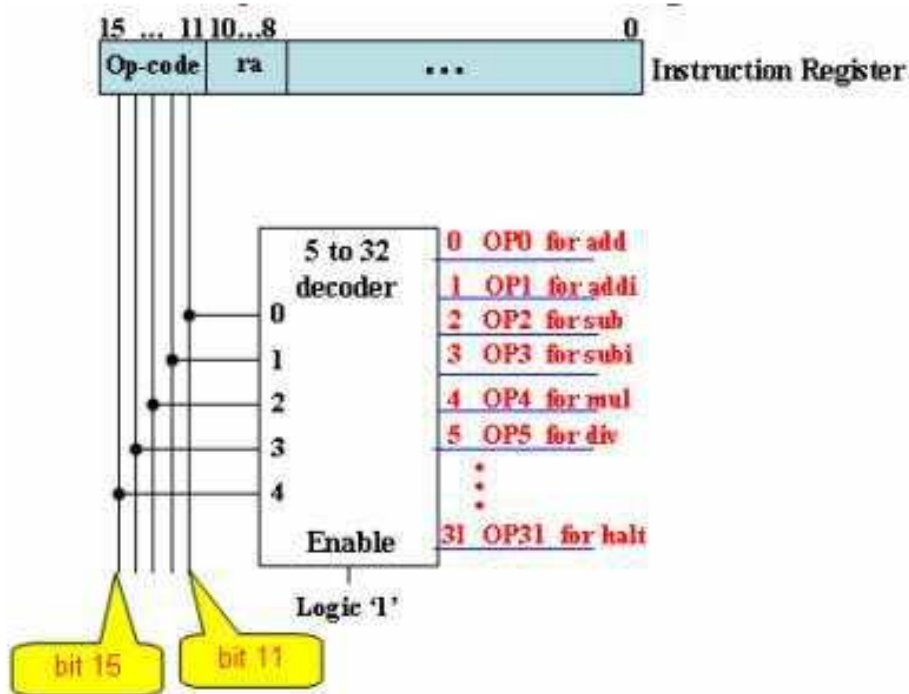 15 ... 11 10...8 0
Op-code ra ... Instruction Register
5 to 32
decoder
0
1
2
3
4
Enable
Logic '1'
0 OP0 for add
1 OP1 for addi
2 OP2 for sub
3 OP3 for subi
4 OP4 for mul
5 OP5 for div
31 OP31 for halt
bit 15
bit 11